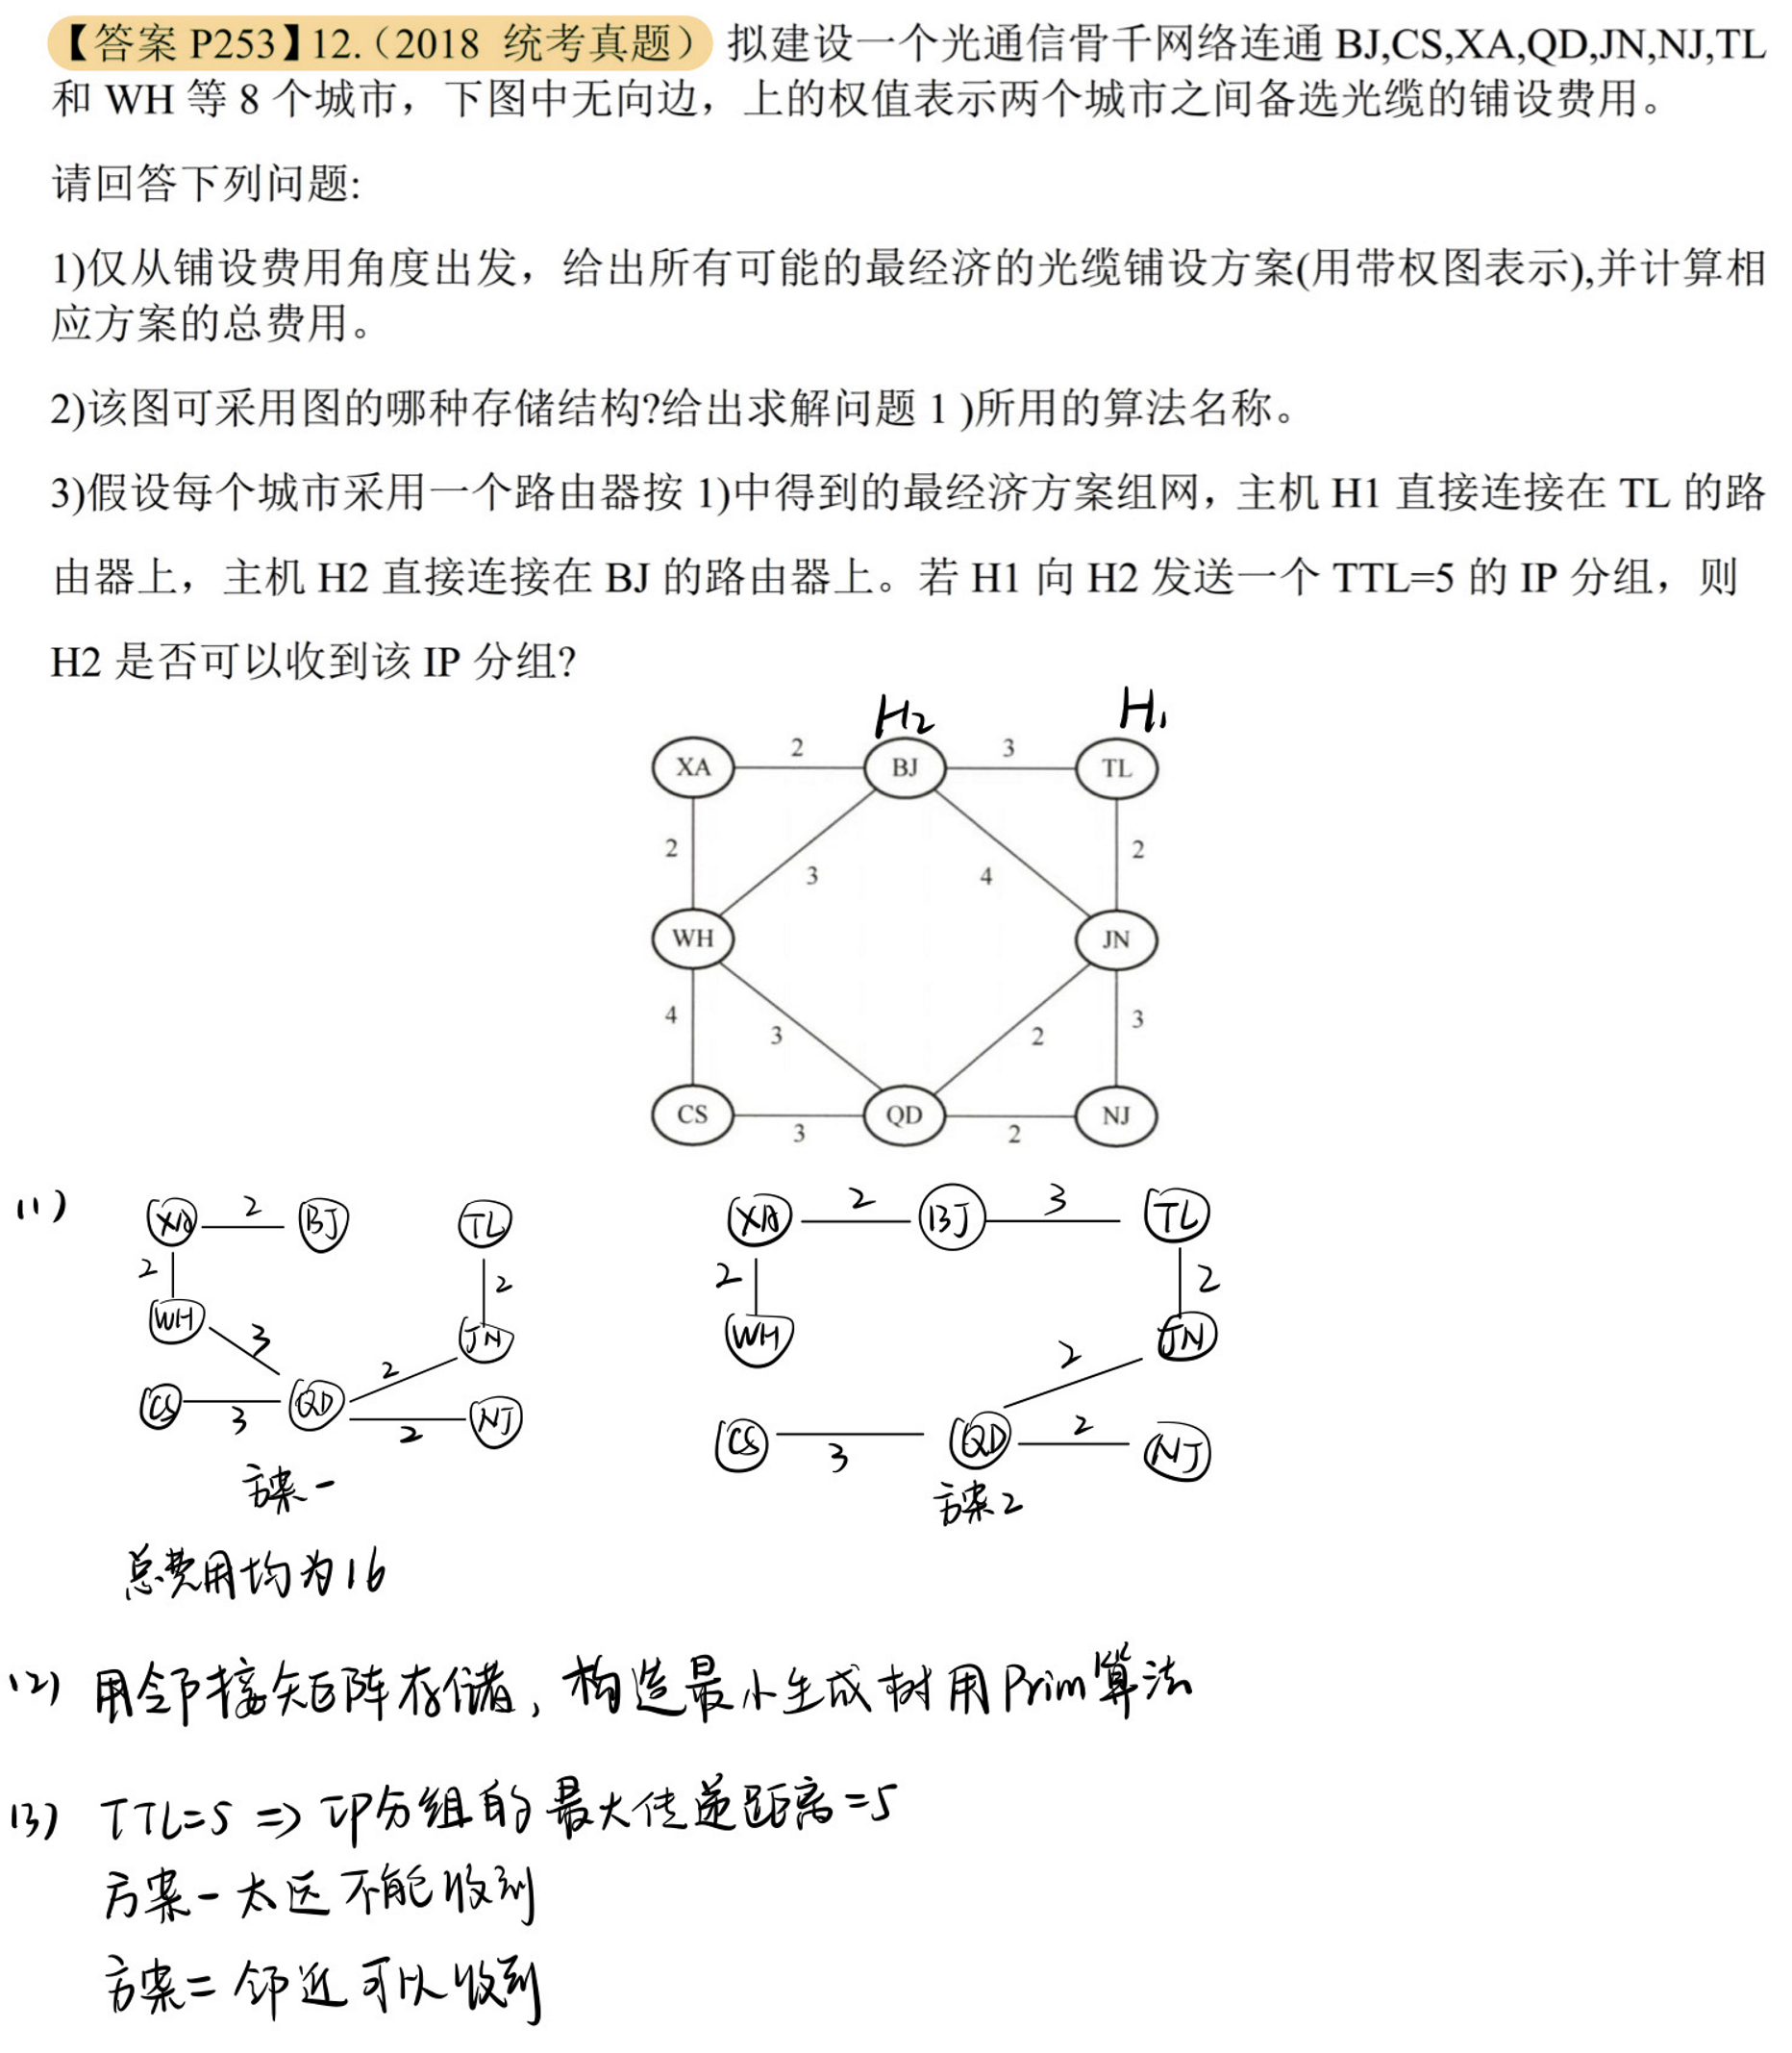 【答案 P253】12.（2018 统考真题） 拟建设一个光通信骨千网络连通 BJ,CS,XA,QD,JN,NJ,TL
和 WH 等 8 个城市，下图中无向边，上的权值表示两个城市之间备选光缆的铺设费用。
请回答下列问题:
1)仅从铺设费用角度出发，给出所有可能的最经济的光缆铺设方案(用带权图表示),并计算相
应方案的总费用。
2)该图可采用图的哪种存储结构?给出求解问题 1 )所用的算法名称。
3)假设每个城市采用一个路由器按 1)中得到的最经济方案组网，主机 H1 直接连接在 TL 的路
由器上，主机 H2 直接连接在 BJ 的路由器上。若 H1 向 H2 发送一个 TTL=5 的 IP 分组，则
H2 是否可以收到该 IP 分组?
H2 H1
XA 2 BJ 3 TL
2 3 4 2
WH JN
4 3 2 3
CS 3 QD 2 NJ
(1) XA 2 BJ TL XA 2 BJ 3 TL
2 2 2 2
WH 3 JN WH JN
2 2
CS 3 QD 2 NJ CS 3 QD 2 NJ
方案一 方案2
总费用均为16
(2) 用邻接矩阵存储，构造最小生成树用Prim算法
(3) TTL=5 => IP分组的最大传递距离=5
方案一太远不能收到
方案二邻近可以收到